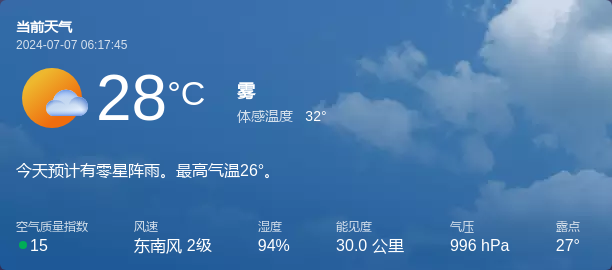 当前天气
2024-07-07 06:17:45
28°C
雾
体感温度 32°
今天预计有零星阵雨。最高气温26°。
空气质量指数 风速 湿度 能见度 气压 露点
15 东南风 2级 94% 30.0 公里 996 hPa 27°